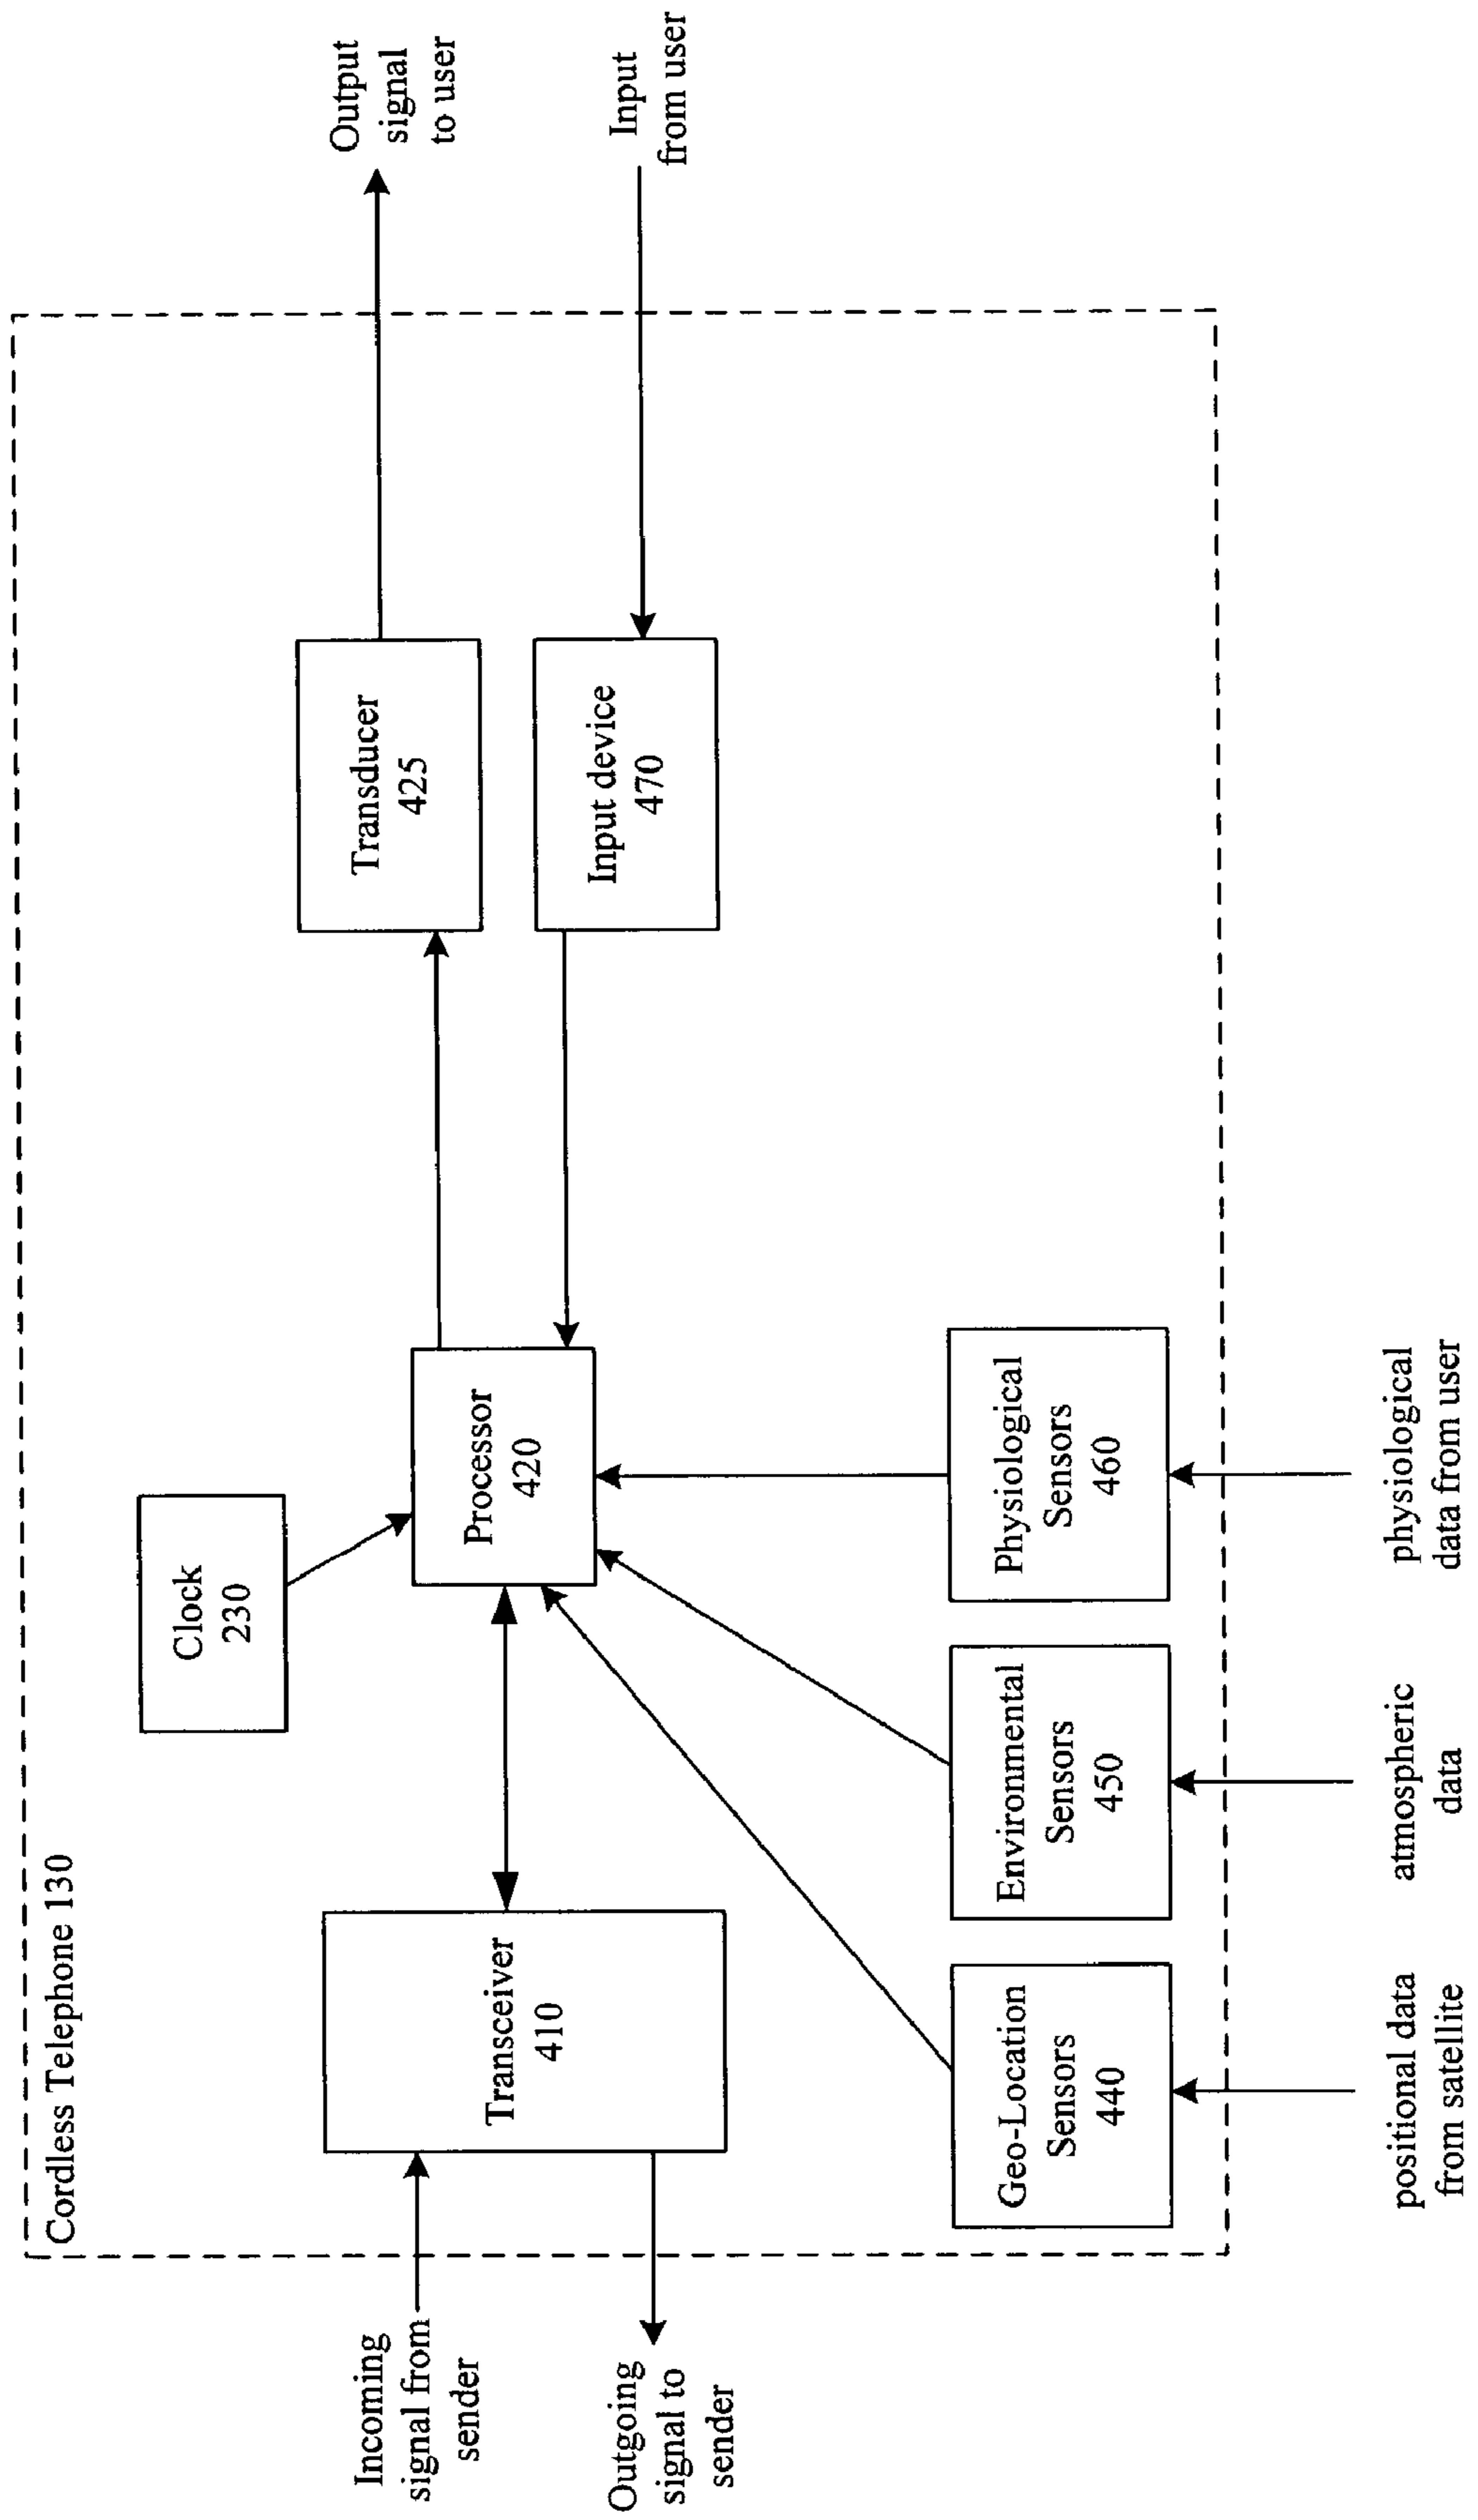 Cordless Telephone 130
Clock
230
Incoming
signal from
sender
Outgoing
signal to
sender
Transceiver
410
Processor
420
Transducer
425
Output
signal
to user
Input device
470
Input
from user
Geo-Location
Sensors
440
Environmental
Sensors
450
Physiological
Sensors
460
positional data
from satellite
atmospheric
data
physiological
data from user